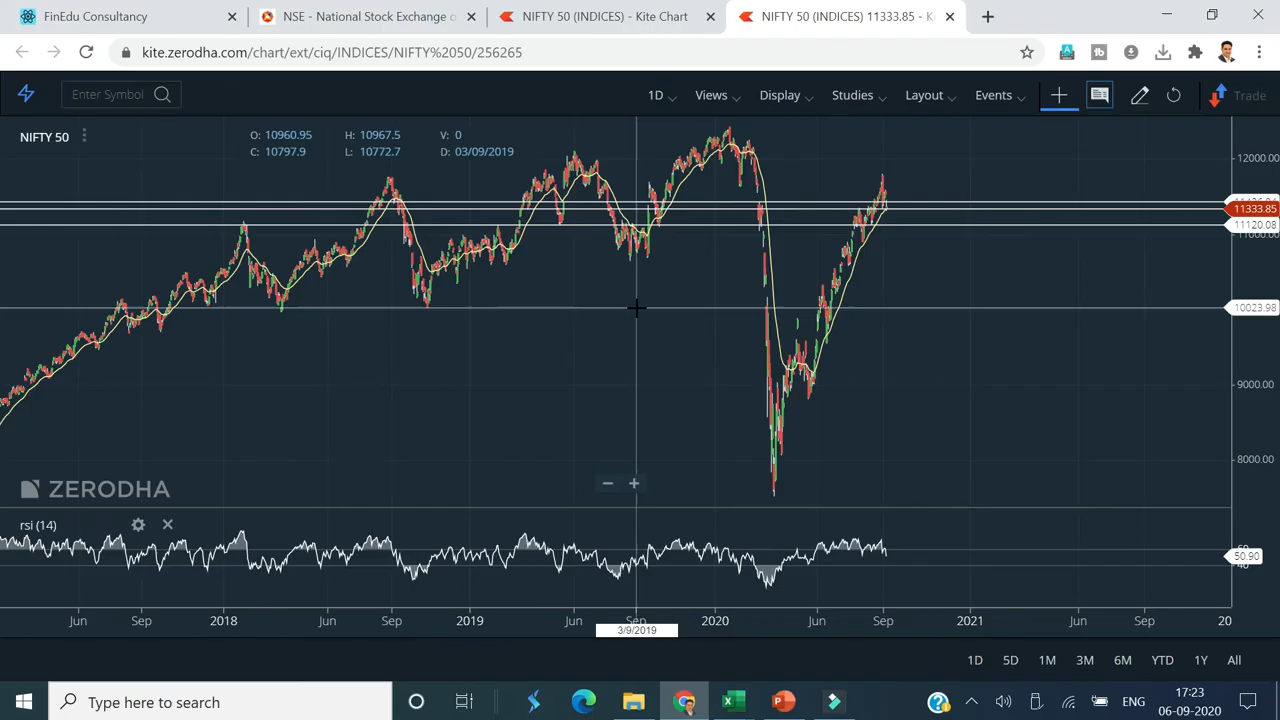 FinEdu Consultancy
NSE - National Stock Exchange o
NIFTY 50 (INDICES) - Kite Chart
NIFTY 50 (INDICES) 11333.85 - Ki
kite.zerodha.com/chart/ext/ciq/INDICES/NIFTY%2050/256265
Enter Symbol
1D
Views
Display
Studies
Layout
Events
Trade
NIFTY 50
O: 10960.95
H: 10967.5
V: 0
C: 10797.9
L: 10772.7
D: 03/09/2019
12000.00
11333.85
11120.08
11000.00
10023.98
9000.00
8000.00
ZERODHA
rsi (14)
50.90
Jun
Sep
2018
Jun
Sep
2019
Jun
Sep
2020
Jun
Sep
2021
Jun
Sep
20
3/9/2019
1D
5D
1M
3M
6M
YTD
1Y
All
Type here to search
ENG
17:23
06-09-2020